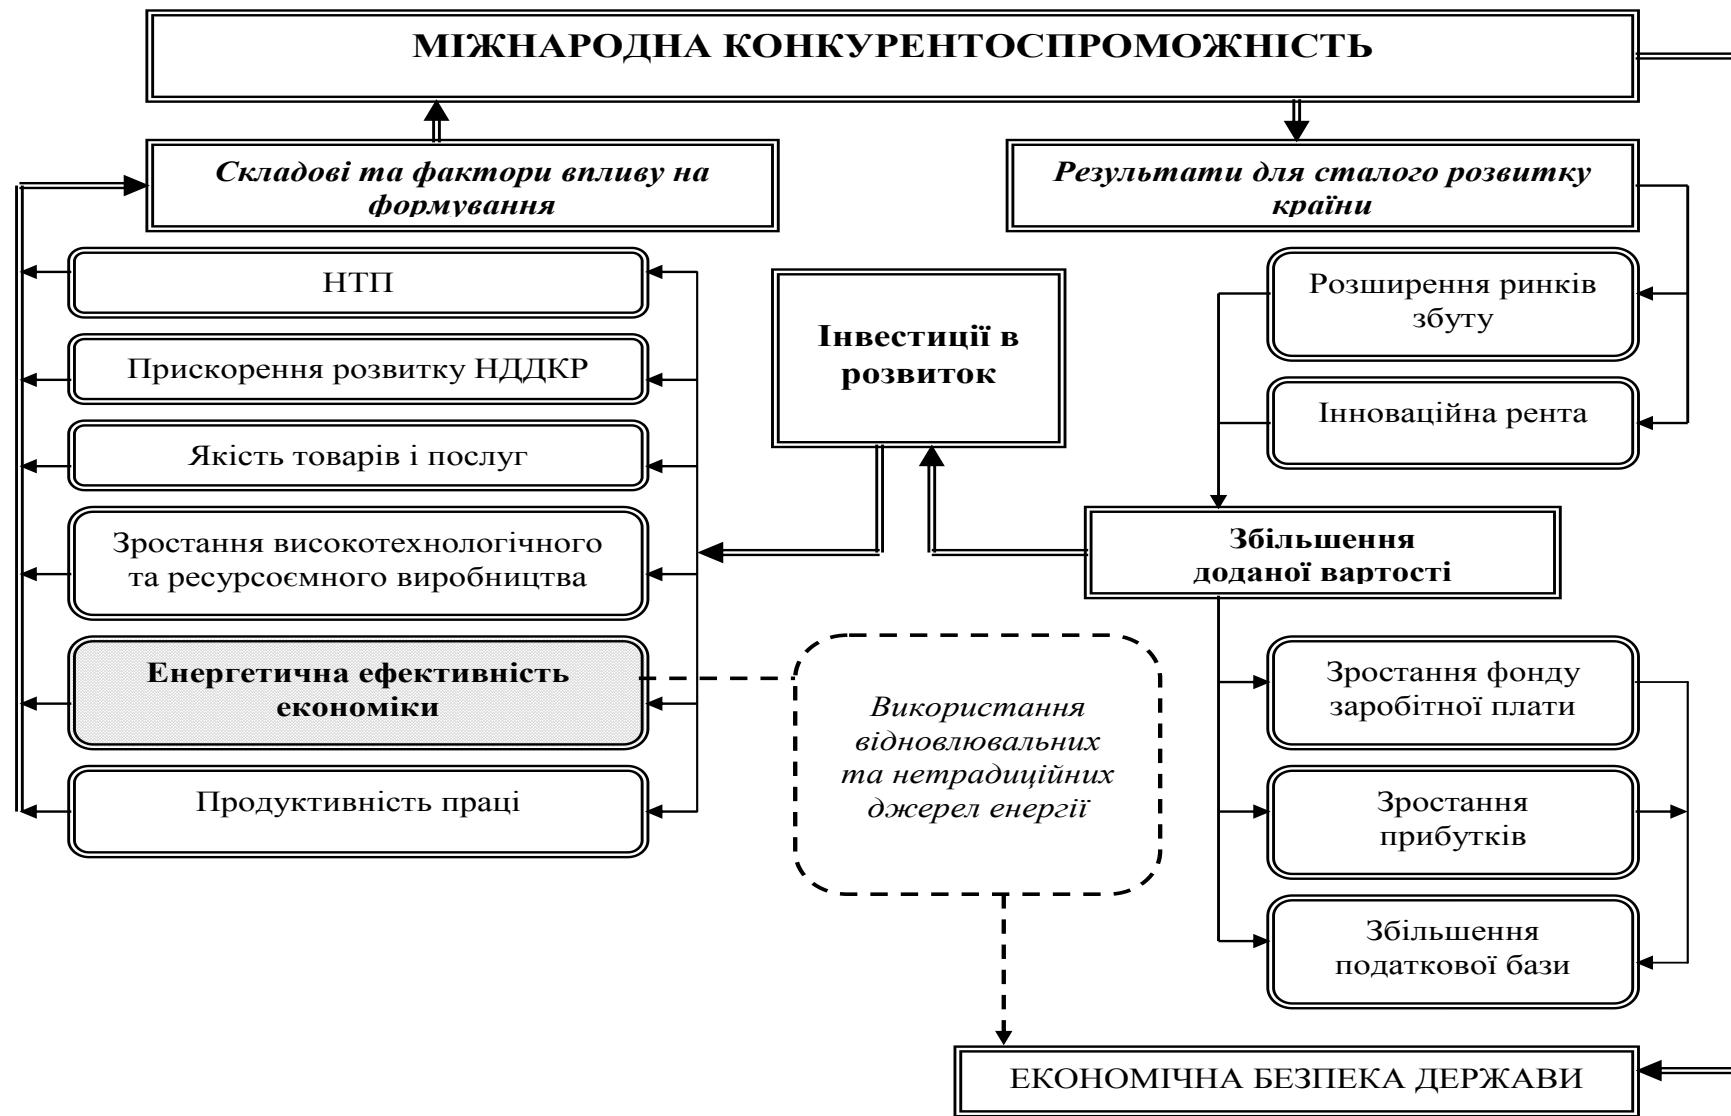 МІЖНАРОДНА КОНКУРЕНТОСПРОМОЖНІСТЬ
Складові та фактори впливу на
формування
Результати для сталого розвитку
країни
НТП
Прискорення розвитку НДДКР
Якість товарів і послуг
Зростання високотехнологічного
та ресурсоємного виробництва
Енергетична ефективність
економіки
Продуктивність праці
Інвестиції в
розвиток
Використання
відновлювальних
та нетрадиційних
джерел енергії
Розширення ринків
збуту
Інноваційна рента
Збільшення
доданої вартості
Зростання фонду
заробітної плати
Зростання
прибутків
Збільшення
податкової бази
ЕКОНОМІЧНА БЕЗПЕКА ДЕРЖАВИ